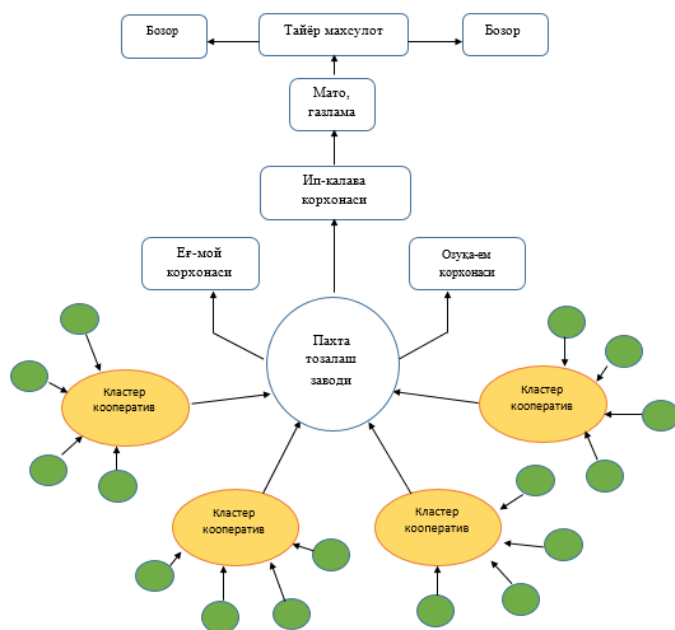 Бозор
Тайёр махсулот
Бозор
Мато,
газлама
Ип-калава
корхонаси
Еғ-мой
корхонаси
Озуқа-ем
корхонаси
Пахта
тозалаш
заводи
Кластер
кооператив
Кластер
кооператив
Кластер
кооператив
Кластер
кооператив